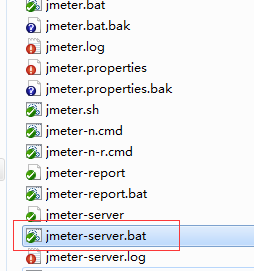 jmeter.bat
jmeter.bat.bak
jmeter.log
jmeter.properties
jmeter.properties.bak
jmeter.sh
jmeter-n.cmd
jmeter-n-r.cmd
jmeter-report
jmeter-report.bat
jmeter-server
jmeter-server.bat
jmeter-server.log